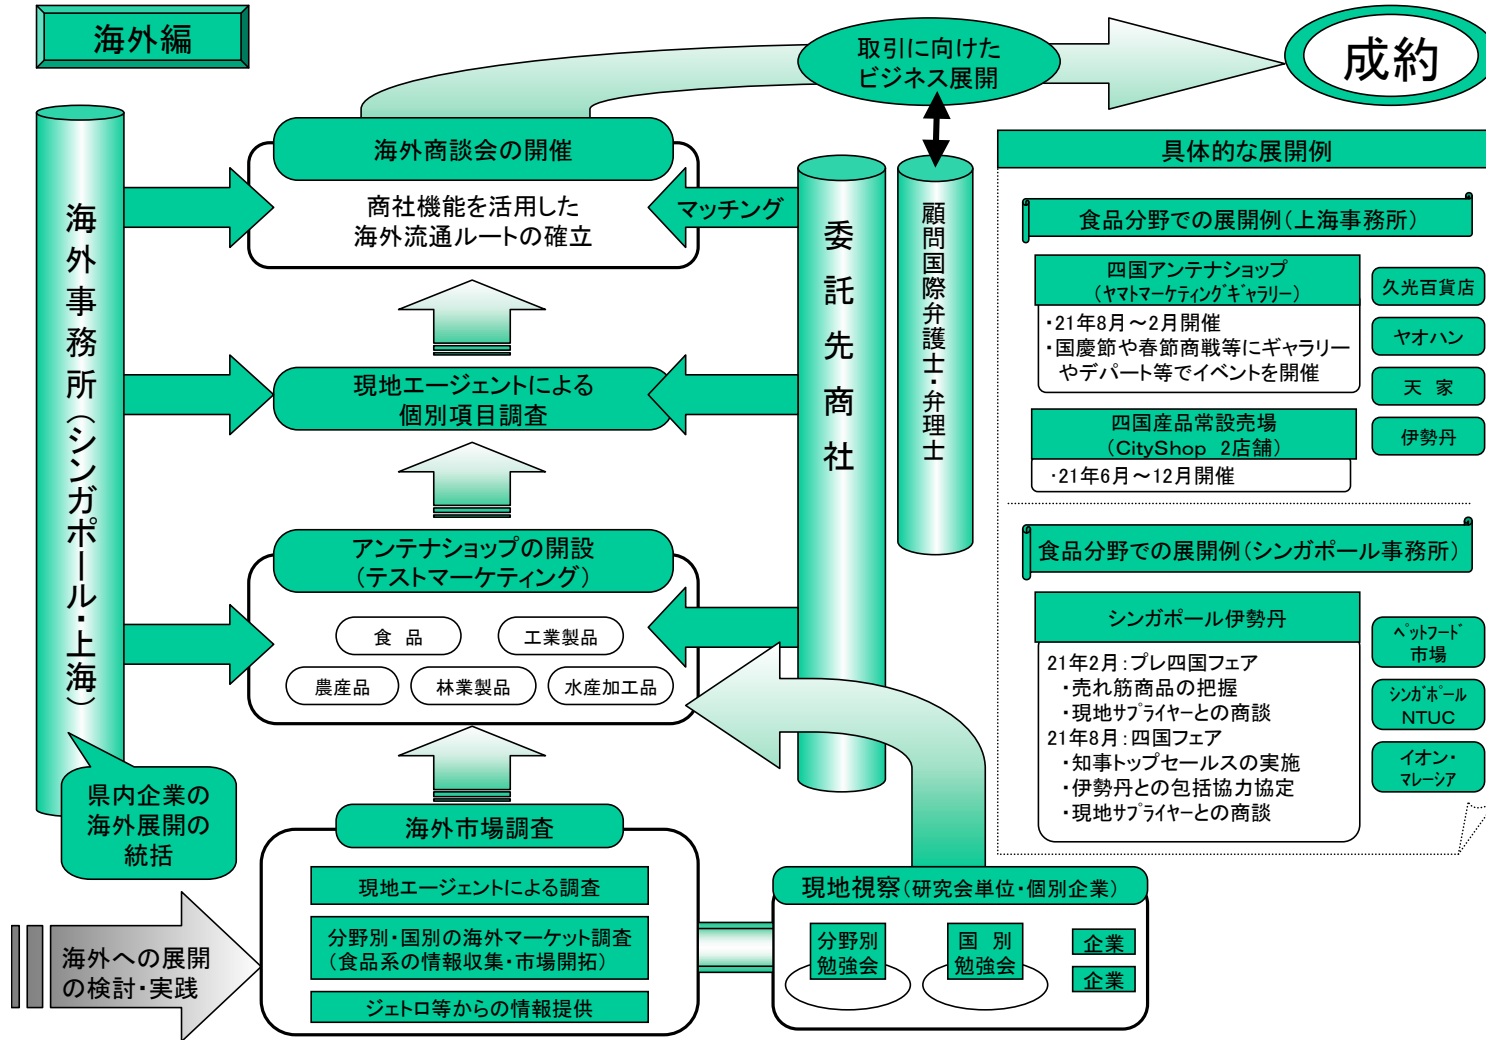 海外編
取引に向けた
ビジネス展開
成約
海外商談会の開催
商社機能を活用した
海外流通ルートの確立
マッチング
海外事務所(シンガポール・上海)
委託先商社
顧問国際弁護士・弁理士
現地エージェントによる
個別項目調査
アンテナショップの開設
(テストマーケティング)
食 品
工業製品
農産品
林業製品
水産加工品
県内企業の
海外展開の
統括
海外市場調査
現地エージェントによる調査
分野別・国別の海外マーケット調査
(食品系の情報収集・市場開拓)
ジェトロ等からの情報提供
海外への展開
の検討・実践
現地視察(研究会単位・個別企業)
分野別
勉強会
国 別
勉強会
企業
企業
具体的な展開例
食品分野での展開例(上海事務所)
四国アンテナショップ
(ヤマトマーケティングギャラリー)
・21年8月～2月開催
・国慶節や春節商戦等にギャラリー
やデパート等でイベントを開催
四国産品常設売場
(CityShop 2店舗)
・21年6月～12月開催
久光百貨店
ヤオハン
天 家
伊勢丹
食品分野での展開例(シンガポール事務所)
シンガポール伊勢丹
21年2月:プレ四国フェア
・売れ筋商品の把握
・現地ｻﾌﾟﾗｲﾔｰとの商談
21年8月:四国フェア
・知事トップセールスの実施
・伊勢丹との包括協力協定
・現地ｻﾌﾟﾗｲﾔｰとの商談
ﾍﾟｯﾄﾌｰﾄﾞ
市場
ｼﾝｶﾞﾎﾟｰﾙ
NTUC
イオン・
ﾏﾚｰｼｱ